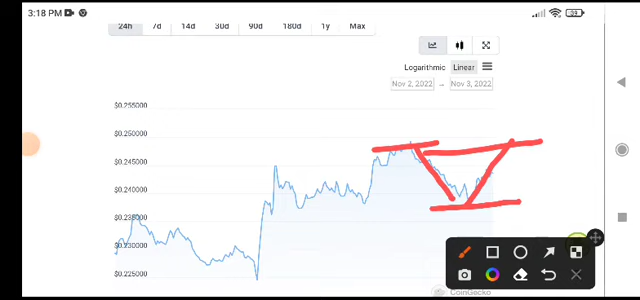 3:18 PM
39
24h 7d 14d 30d 90d 180d 1y Max
Logarithmic Linear
Nov 2, 2022 → Nov 3, 2022
$0.255000
$0.250000
$0.245000
$0.240000
$0.235000
$0.230000
$0.225000
CoinGecko